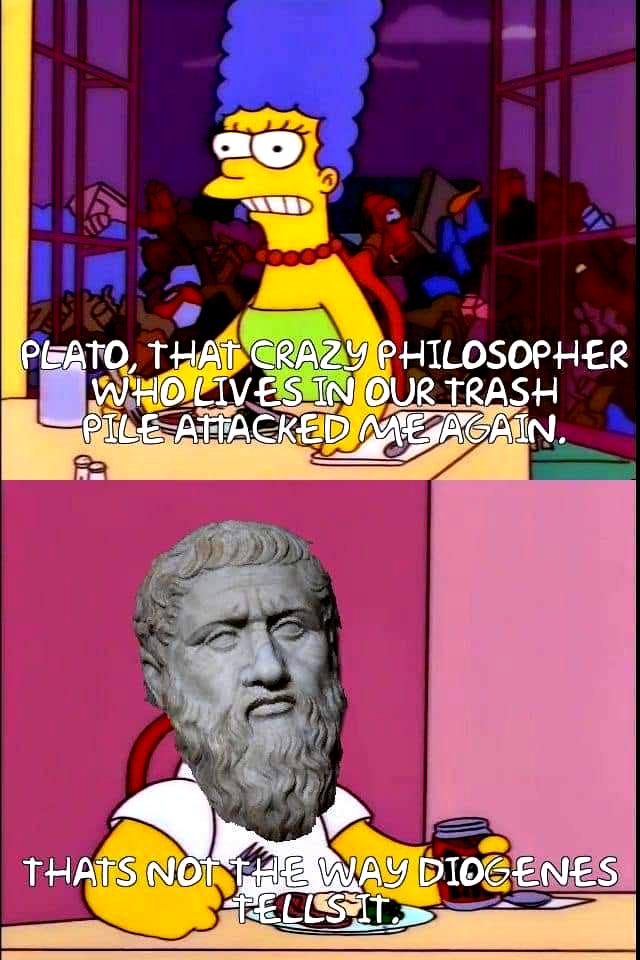 PLATO, THAT CRAZY PHILOSOPHER
WHO LIVES IN OUR TRASH
PILE ATTACKED ME AGAIN.
THATS NOT THE WAY DIOGENES
TELLS IT.